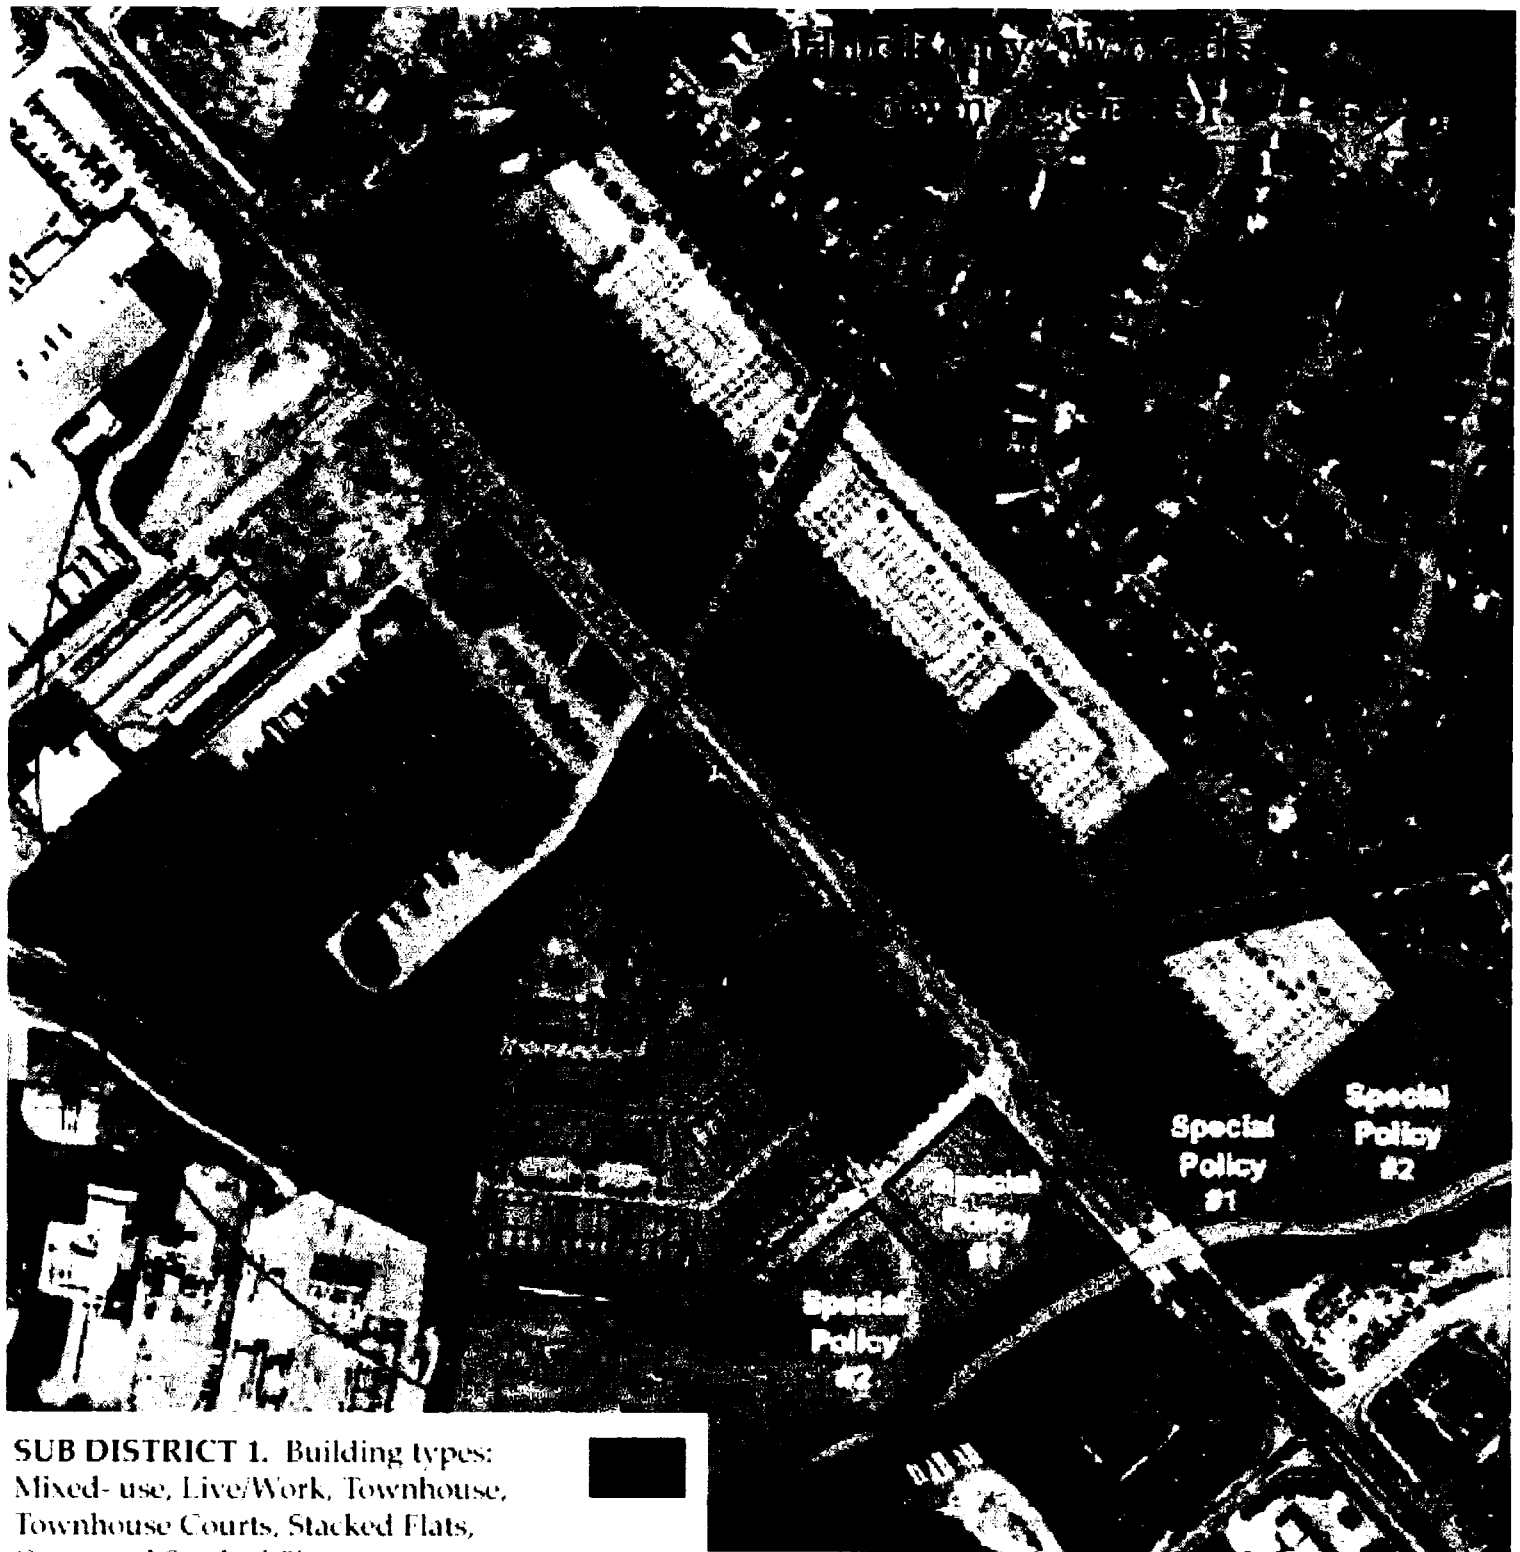 Special
Policy
#2
Special
Policy
#1
Special
Policy
#1
Special
Policy
#2
SUB DISTRICT 1. Building types:
Mixed- use, Live/Work, Townhouse,
Townhouse Courts, Stacked Flats,